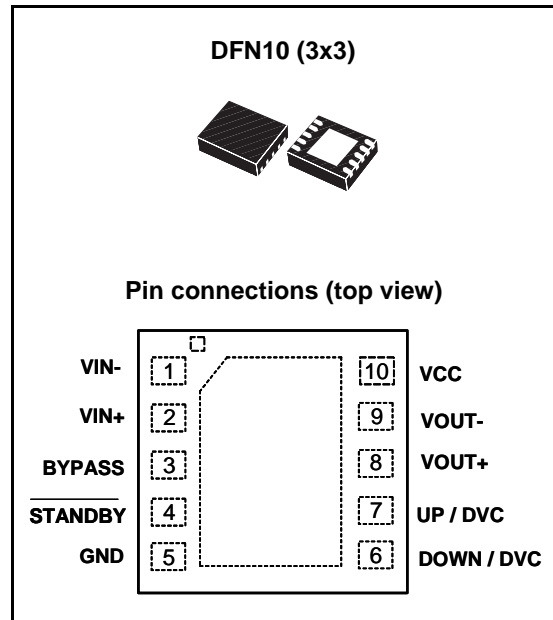 DFN10 (3x3)
Pin connections (top view)
VIN- 1 10 VCC
VIN+ 2 9 VOUT-
BYPASS 3 8 VOUT+
STANDBY 4 7 UP / DVC
GND 5 6 DOWN / DVC